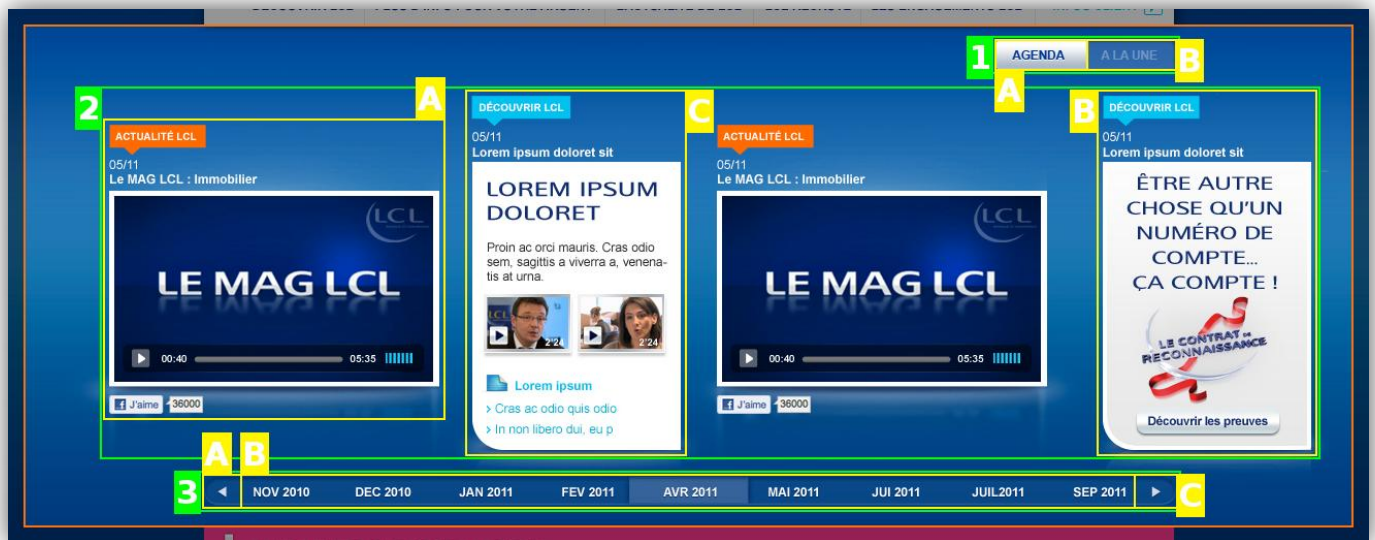 1
AGENDA
A LA UNE
B
A
2
A
ACTUALITÉ LCL
05/11
Le MAG LCL : Immobilier
LCL
LE MAG LCL
00:40
05:35
J'aime
36000
C
DÉCOUVRIR LCL
05/11
Lorem ipsum doloret sit
LOREM IPSUM
DOLORET
Proin ac orci mauris. Cras odio
sem, sagittis a viverra a, venena-
tis at urna.
LCL
2'24
2'24
Lorem ipsum
› Cras ac odio quis odio
› In non libero dui, eu p
ACTUALITÉ LCL
05/11
Le MAG LCL : Immobilier
LCL
LE MAG LCL
00:40
05:35
J'aime
36000
B
DÉCOUVRIR LCL
05/11
Lorem ipsum doloret sit
ÊTRE AUTRE
CHOSE QU'UN
NUMÉRO DE
COMPTE...
ÇA COMPTE !
LE CONTRAT DE
RECONNAISSANCE
Découvrir les preuves
A
B
3
NOV 2010
DEC 2010
JAN 2011
FEV 2011
AVR 2011
MAI 2011
JUI 2011
JUIL2011
SEP 2011
C